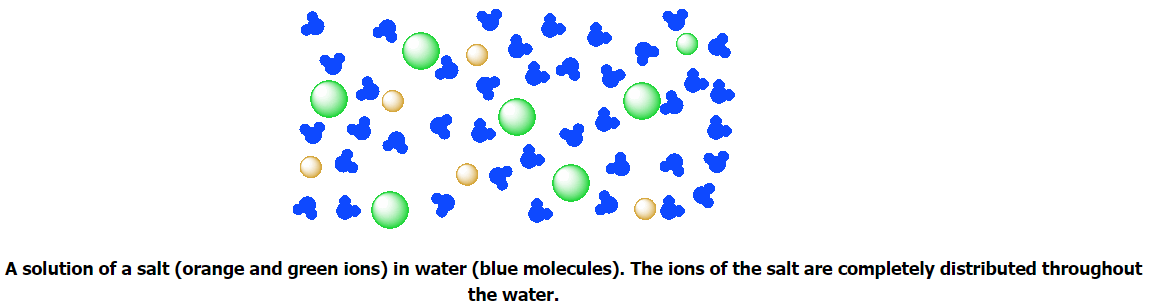 A solution of a salt (orange and green ions) in water (blue molecules). The ions of the salt are completely distributed throughout
the water.